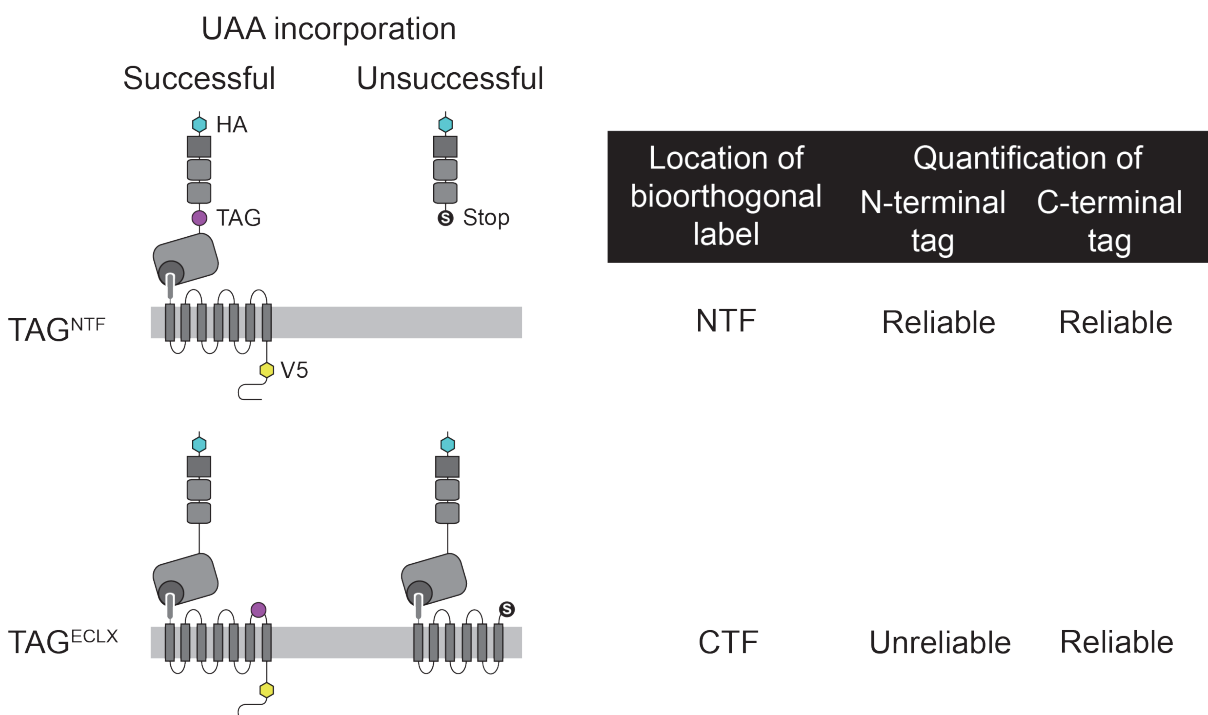 UAA incorporation
Successful Unsuccessful
HA
TAG
S Stop
TAGNTF
V5
TAGECLX
S
Location of
bioorthogonal
label
Quantification of
N-terminal
tag
C-terminal
tag
NTF Reliable Reliable
CTF Unreliable Reliable